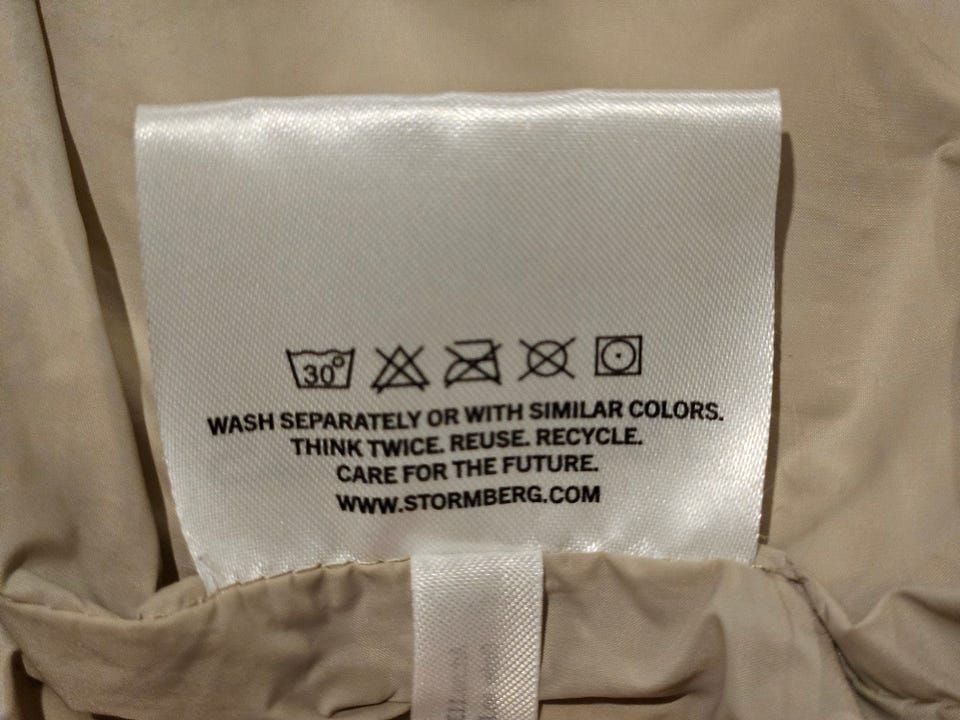 30°
WASH SEPARATELY OR WITH SIMILAR COLORS.
THINK TWICE. REUSE. RECYCLE.
CARE FOR THE FUTURE.
WWW.STORMBERG.COM